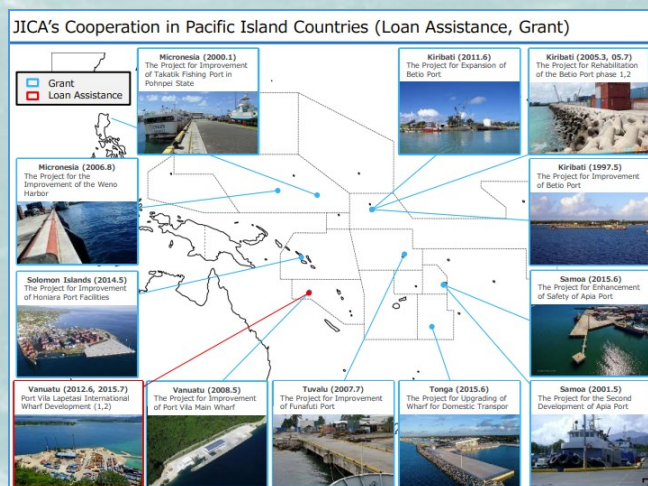 JICA's Cooperation in Pacific Island Countries (Loan Assistance, Grant)
Grant
Loan Assistance
Micronesia (2000.1)
The Project for Improvement
of Takatik Fishing Port in
Pohnpei State
Kiribati (2011.6)
The Project for Expansion of
Betio Port
Kiribati (2005.3, 05.7)
The Project for Rehabilitation
of the Betio Port phase 1,2
Micronesia (2006.8)
The Project for the
Improvement of the Weno
Harbor
Kiribati (1997.5)
The Project for Improvement
of Betio Port
Solomon Islands (2014.5)
The Project for Improvement
of Honiara Port Facilities
Samoa (2015.6)
The Project for Enhancement
of Safety of Apia Port
Vanuatu (2012.6, 2015.7)
Port Vila Lapetasi International
Wharf Development (1,2)
Vanuatu (2008.5)
The Project for Improvement
of Port Vila Main Wharf
Tuvalu (2007.7)
The Project for Improvement
of Funafuti Port
Tonga (2015.6)
The Project for Upgrading of
Wharf for Domestic Transpor
Samoa (2001.5)
The Project for the Second
Development of Apia Port